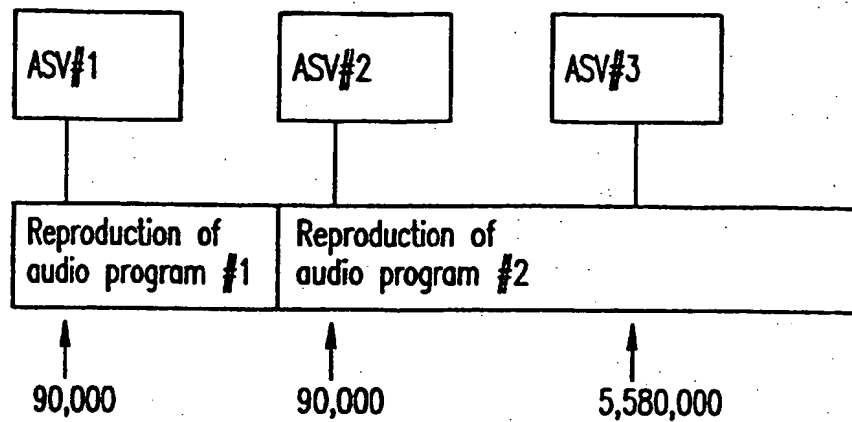 ASV#1
ASV#2
ASV#3
Reproduction of
audio program #1
Reproduction of
audio program #2
90,000
90,000
5,580,000